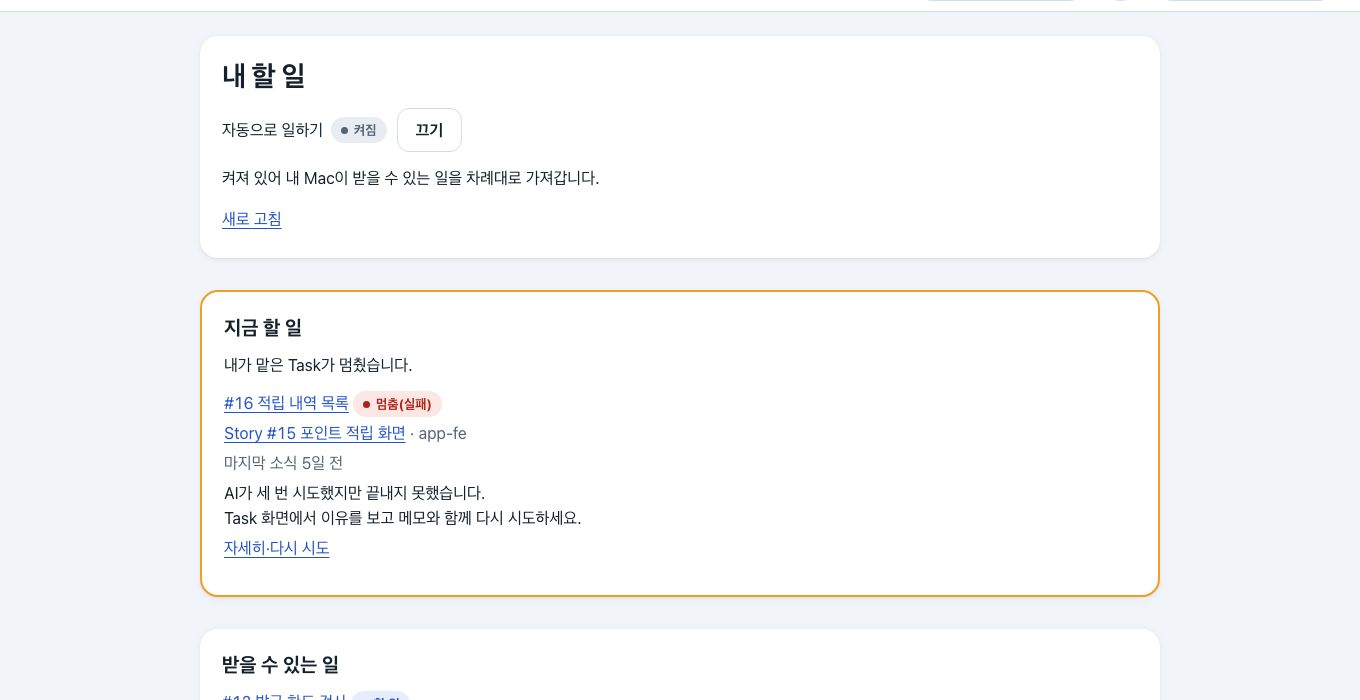 내 할 일
자동으로 일하기 켜짐 끄기
켜져 있어 내 Mac이 받을 수 있는 일을 차례대로 가져갑니다.
새로 고침
지금 할 일
내가 맡은 Task가 멈췄습니다.
#16 적립 내역 목록 멈춤(실패)
Story #15 포인트 적립 화면 · app-fe
마지막 소식 5일 전
AI가 세 번 시도했지만 끝내지 못했습니다.
Task 화면에서 이유를 보고 메모와 함께 다시 시도하세요.
자세히·다시 시도
받을 수 있는 일